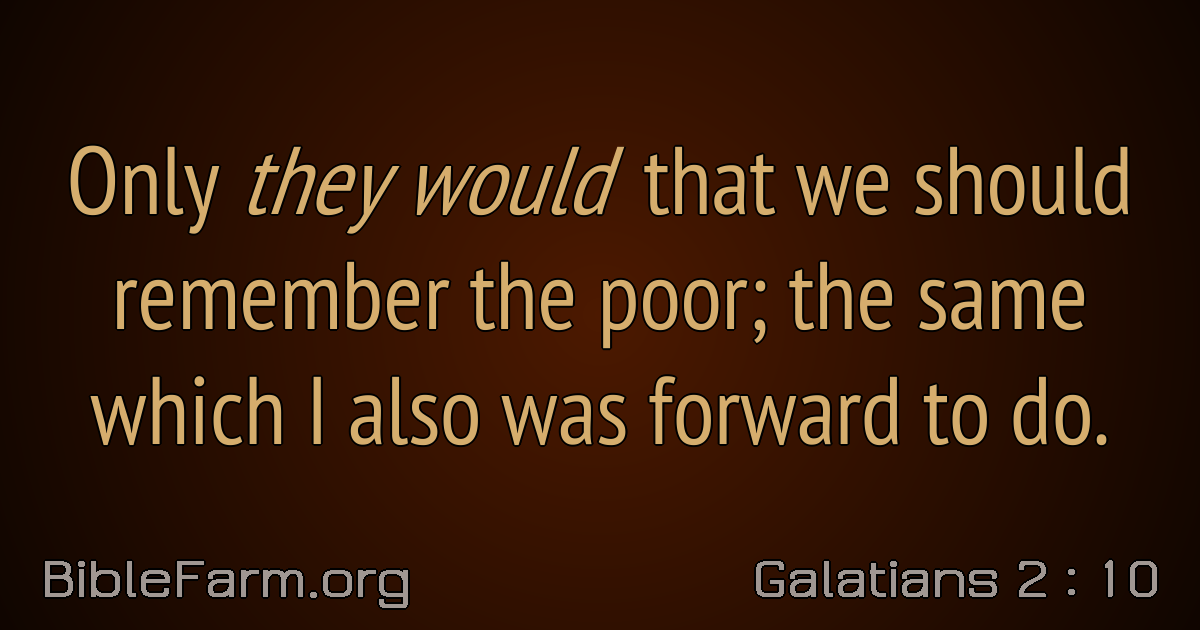 Only they would that we should
remember the poor; the same
which I also was forward to do.
BibleFarm.org
Galatians 2 : 10